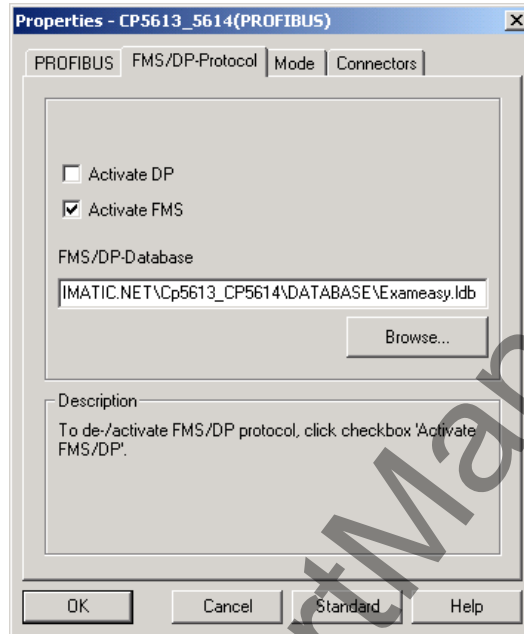 Properties - CP5613_5614(PROFIBUS)
PROFIBUS FMS/DP-Protocol Mode Connectors
Activate DP
Activate FMS
FMS/DP-Database
IMATIC.NET\Cp5613_CP5614\DATABASE\Exameasy.ldb
Browse...
Description
To de-/activate FMS/DP protocol, click checkbox 'Activate
FMS/DP'.
OK Cancel Standard Help